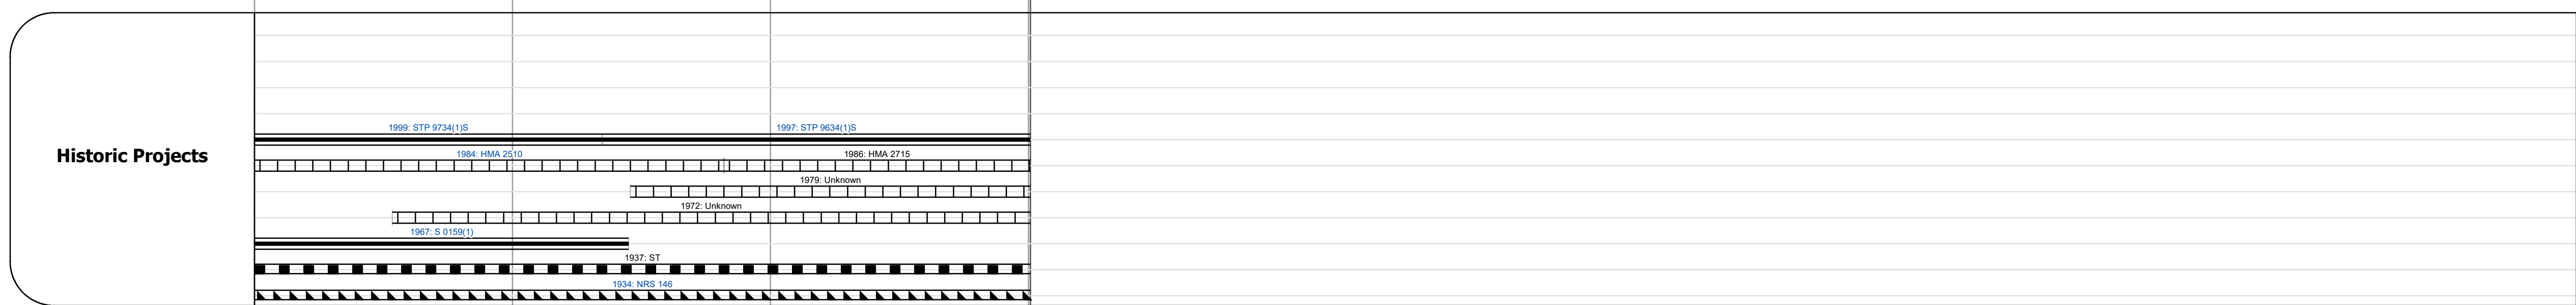 1999: STP 9734(1)S
1997: STP 9634(1)S
1984: HMA 2510
1986: HMA 2715
Historic Projects
1979: Unknown
1972: Unknown
1967: S 0159(1)
1937: ST
1934: NRS 146